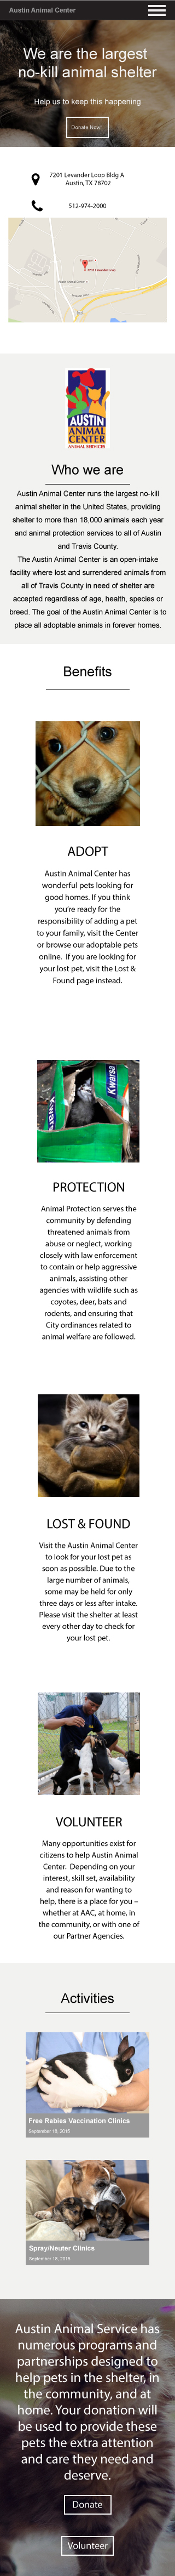 Austin Animal Center
We are the largest
no-kill animal shelter
Help us to keep this happening
Donate Now!
7201 Levander Loop Bldg A
Austin, TX 78702
512-974-2000
7201 Levander Loop
AUSTIN
ANIMAL
CENTER
ANIMAL SERVICES
Who we are
Austin Animal Center runs the largest no-kill
animal shelter in the United States, providing
shelter to more than 18,000 animals each year
and animal protection services to all of Austin
and Travis County.
The Austin Animal Center is an open-intake
facility where lost and surrendered animals from
all of Travis County in need of shelter are
accepted regardless of age, health, species or
breed. The goal of the Austin Animal Center is to
place all adoptable animals in forever homes.
Benefits
ADOPT
Austin Animal Center has
wonderful pets looking for
good homes. If you think
you're ready for the
responsibility of adding a pet
to your family, visit the Center
or browse our adoptable pets
online. If you are looking for
your lost pet, visit the Lost &
Found page instead.
Kwarsa
PROTECTION
Animal Protection serves the
community by defending
threatened animals from
abuse or neglect, working
closely with law enforcement
to contain or help aggressive
animals, assisting other
agencies with wildlife such as
coyotes, deer, bats and
rodents, and ensuring that
City ordinances related to
animal welfare are followed.
LOST & FOUND
Visit the Austin Animal Center
to look for your lost pet as
soon as possible. Due to the
large number of animals,
some may be held for only
three days or less after intake.
Please visit the shelter at least
every other day to check for
your lost pet.
VOLUNTEER
Many opportunities exist for
citizens to help Austin Animal
Center. Depending on your
interest, skill set, availability
and reason for wanting to
help, there is a place for you –
whether at AAC, at home, in
the community, or with one of
our Partner Agencies.
Activities
Free Rabies Vaccination Clinics
September 18, 2015
Spray/Neuter Clinics
September 18, 2015
Austin Animal Service has
numerous programs and
partnerships designed to
help pets in the shelter, in
the community, and at
home. Your donation will
be used to provide these
pets the extra attention
and care they need and
deserve.
Donate
Volunteer